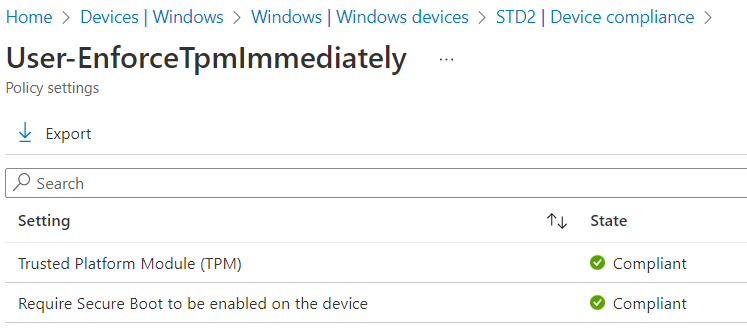 Home > Devices | Windows > Windows | Windows devices > STD2 | Device compliance >
User-EnforceTpmImmediately ...
Policy settings
Export
Search
Setting State
Trusted Platform Module (TPM) Compliant
Require Secure Boot to be enabled on the device Compliant